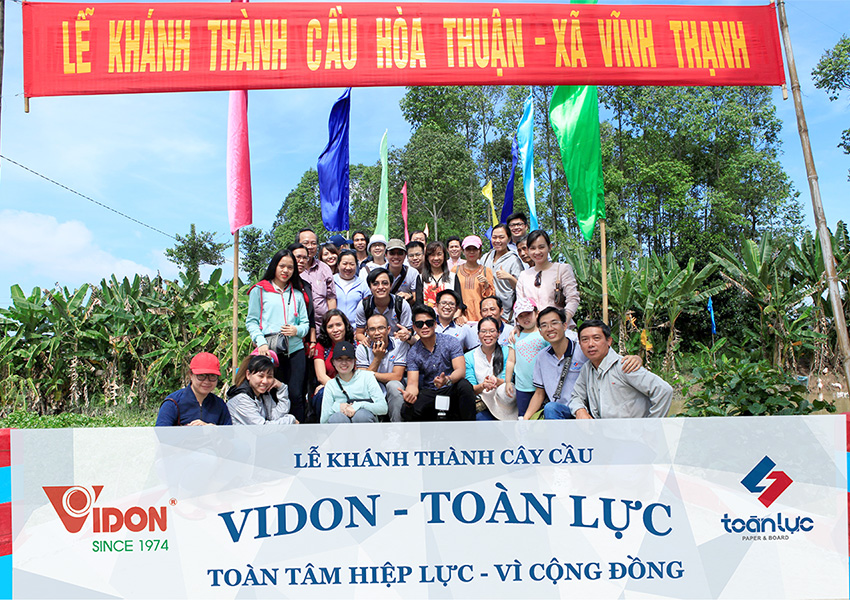 LỄ KHÁNH THÀNH CẦU HÒA THUẬN - XÃ VĨNH THẠNH
LỄ KHÁNH THÀNH CÂY CẦU
VIDON ®
SINCE 1974
VIDON - TOÀN LỰC
toànlực
PAPER & BOARD
TOÀN TÂM HIỆP LỰC - VÌ CỘNG ĐỒNG